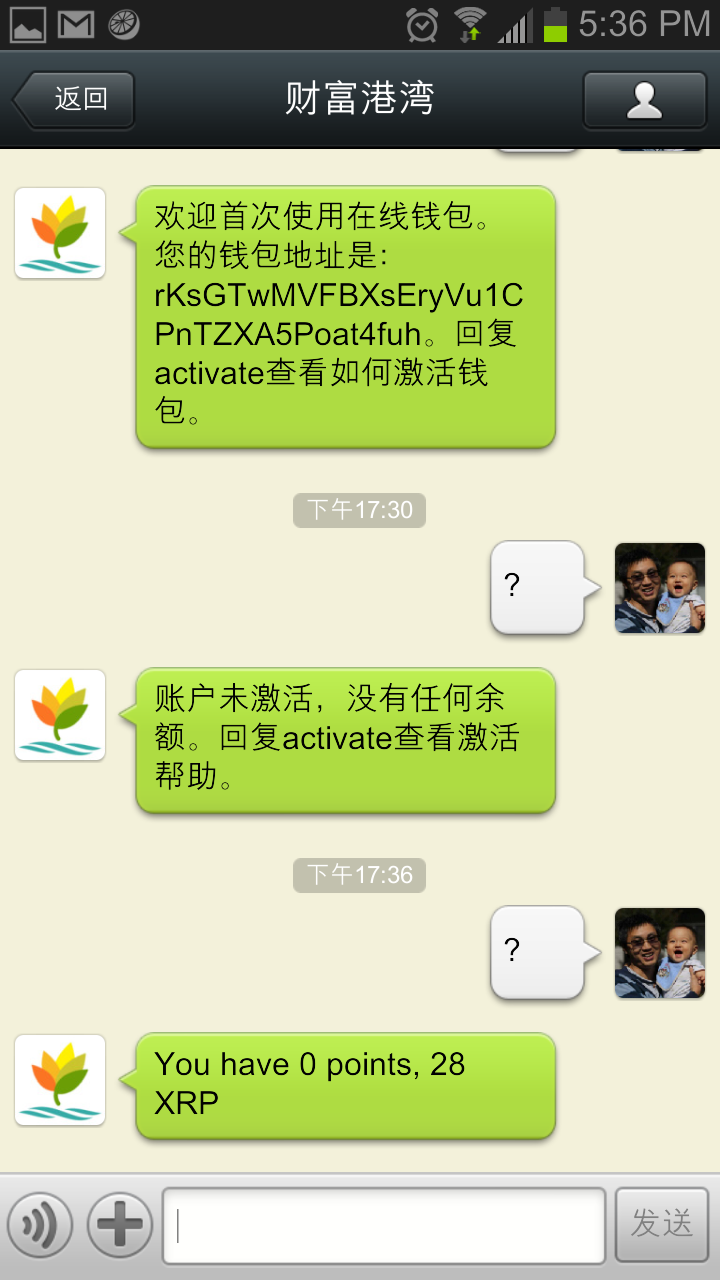 5:36 PM
返回
财富港湾
欢迎首次使用在线钱包。
您的钱包地址是:
rKsGTwMVFBXsEryVu1C
PnTZXA5Poat4fuh。回复
activate查看如何激活钱
包。
下午17:30
?
账户未激活，没有任何余
额。回复activate查看激活
帮助。
下午17:36
?
You have 0 points, 28
XRP
发送